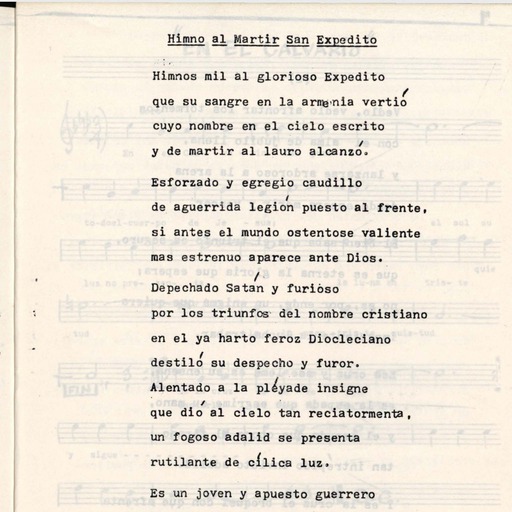 Himno al Martir San Expedito
Himnos mil al glorioso Expedito
que su sangre en la armenia vertió
cuyo nombre en el cielo escrito
y de martir al lauro alcanzó.
Esforzado y egregio caudillo
de aguerrida legión puesto al frente,
si antes el mundo ostentose valiente
mas estrenuo aparece ante Dios.
Depechado Satán y furioso
por los triunfos del nombre cristiano
en el ya harto feroz Diocleciano
destiló su despecho y furor.
Alentado a la pléyade insigne
que dió al cielo tan reciatormenta,
un fogoso adalid se presenta
rutilante de cílica luz.
Es un joven y apuesto guerrero